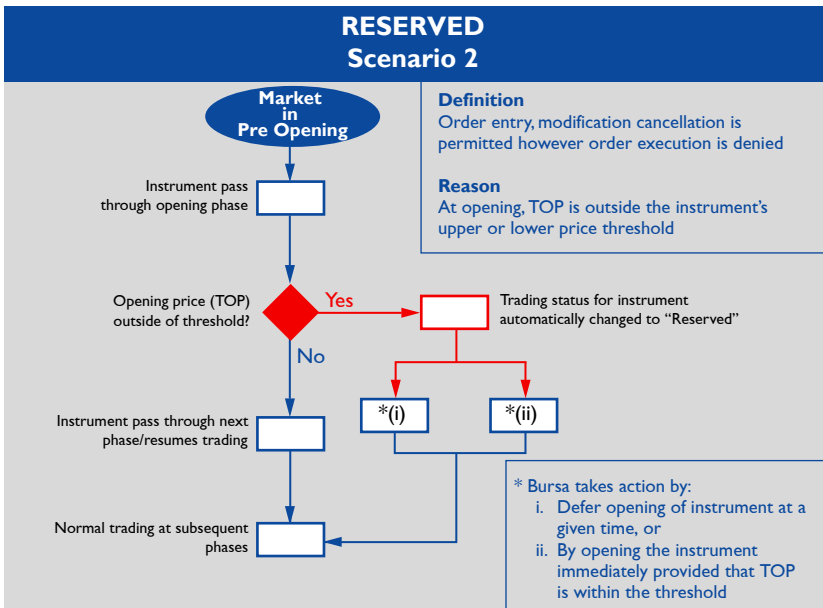 RESERVED
Scenario 2
Market
in
Pre Opening
Definition
Order entry, modification cancellation is
permitted however order execution is denied
Reason
At opening, TOP is outside the instrument's
upper or lower price threshold
Instrument pass
through opening phase
Opening price (TOP)
outside of threshold?
Yes
Trading status for instrument
automatically changed to “Reserved”
No
*(i)
*(ii)
Instrument pass through next
phase/resumes trading
Normal trading at subsequent
phases
* Bursa takes action by:
i. Defer opening of instrument at a
given time, or
ii. By opening the instrument
immediately provided that TOP
is within the threshold